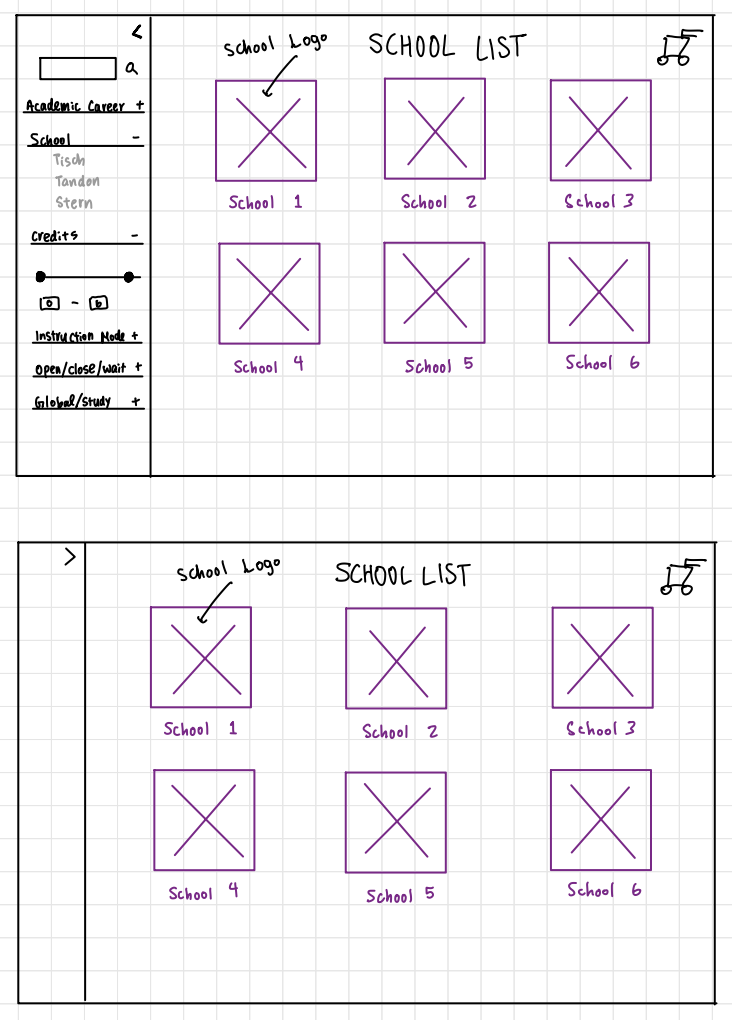 <
School Logo
SCHOOL LIST
a
Academic Career +
School -
Tisch
Tandon
Stern
Credits -
0 - 6
Instruction Mode +
Open/close/wait +
Global/Study +
School 1
School 2
School 3
School 4
School 5
School 6
>
School Logo
SCHOOL LIST
School 1
School 2
School 3
School 4
School 5
School 6